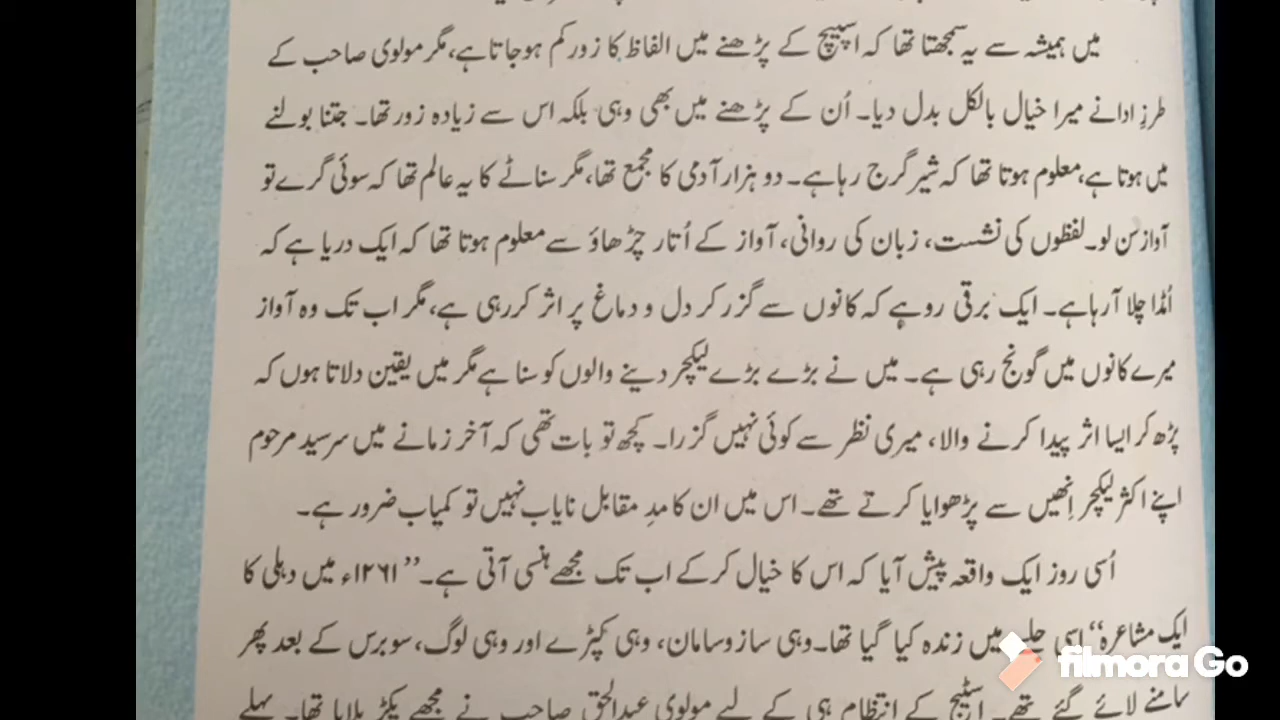 میں ہمیشہ سے یہ سمجھتا تھا کہ اسپیچ کے پڑھنے میں الفاظ کا زور کم ہو جاتا ہے، مگر مولوی صاحب کے
طرزِ ادا نے میرا خیال بالکل بدل دیا۔ اُن کے پڑھنے میں بھی وہی بلکہ اس سے زیادہ زور تھا۔ جتنا بولنے
میں ہوتا ہے، معلوم ہوتا تھا کہ شیر گرج رہا ہے۔ دو ہزار آدمی کا مجمع تھا، مگر سناٹے کا یہ عالم تھا کہ سوئی گرے تو
آواز سن لو۔ لفظوں کی نشست، زبان کی روانی، آواز کے اُتار چڑھاؤ سے معلوم ہوتا تھا کہ ایک دریا ہے کہ
اُمڈا چلا آ رہا ہے۔ ایک برقی رو ہے کہ کانوں سے گزر کر دل و دماغ پر اثر کر رہی ہے، مگر اب تک وہ آواز
میرے کانوں میں گونج رہی ہے۔ میں نے بڑے بڑے لیکچر دینے والوں کو سنا ہے مگر میں یقین دلاتا ہوں کہ
پڑھ کر ایسا اثر پیدا کرنے والا، میری نظر سے کوئی نہیں گزرا۔ کچھ تو بات تھی کہ آخر زمانے میں سرسید مرحوم
اپنے اکثر لیکچر اِنھیں سے پڑھوایا کرتے تھے۔ اس میں ان کا مدِ مقابل نایاب نہیں تو کمیاب ضرور ہے۔
اُسی روز ایک واقعہ پیش آیا کہ اس کا خیال کر کے اب تک مجھے ہنسی آتی ہے۔ ”۱۲۶۱ء میں دہلی کا
ایک مشاعرہ“ اسی جلسے میں زندہ کیا گیا تھا۔ وہی ساز و سامان، وہی کپڑے اور وہی لوگ، سو برس کے بعد پھر
سامنے لائے گئے تھے۔ اسٹیج کے انتظام ہی کے لیے مولوی عبدالحق صاحب نے مجھے پکڑ بلایا تھا۔ پہلے
filmora Go